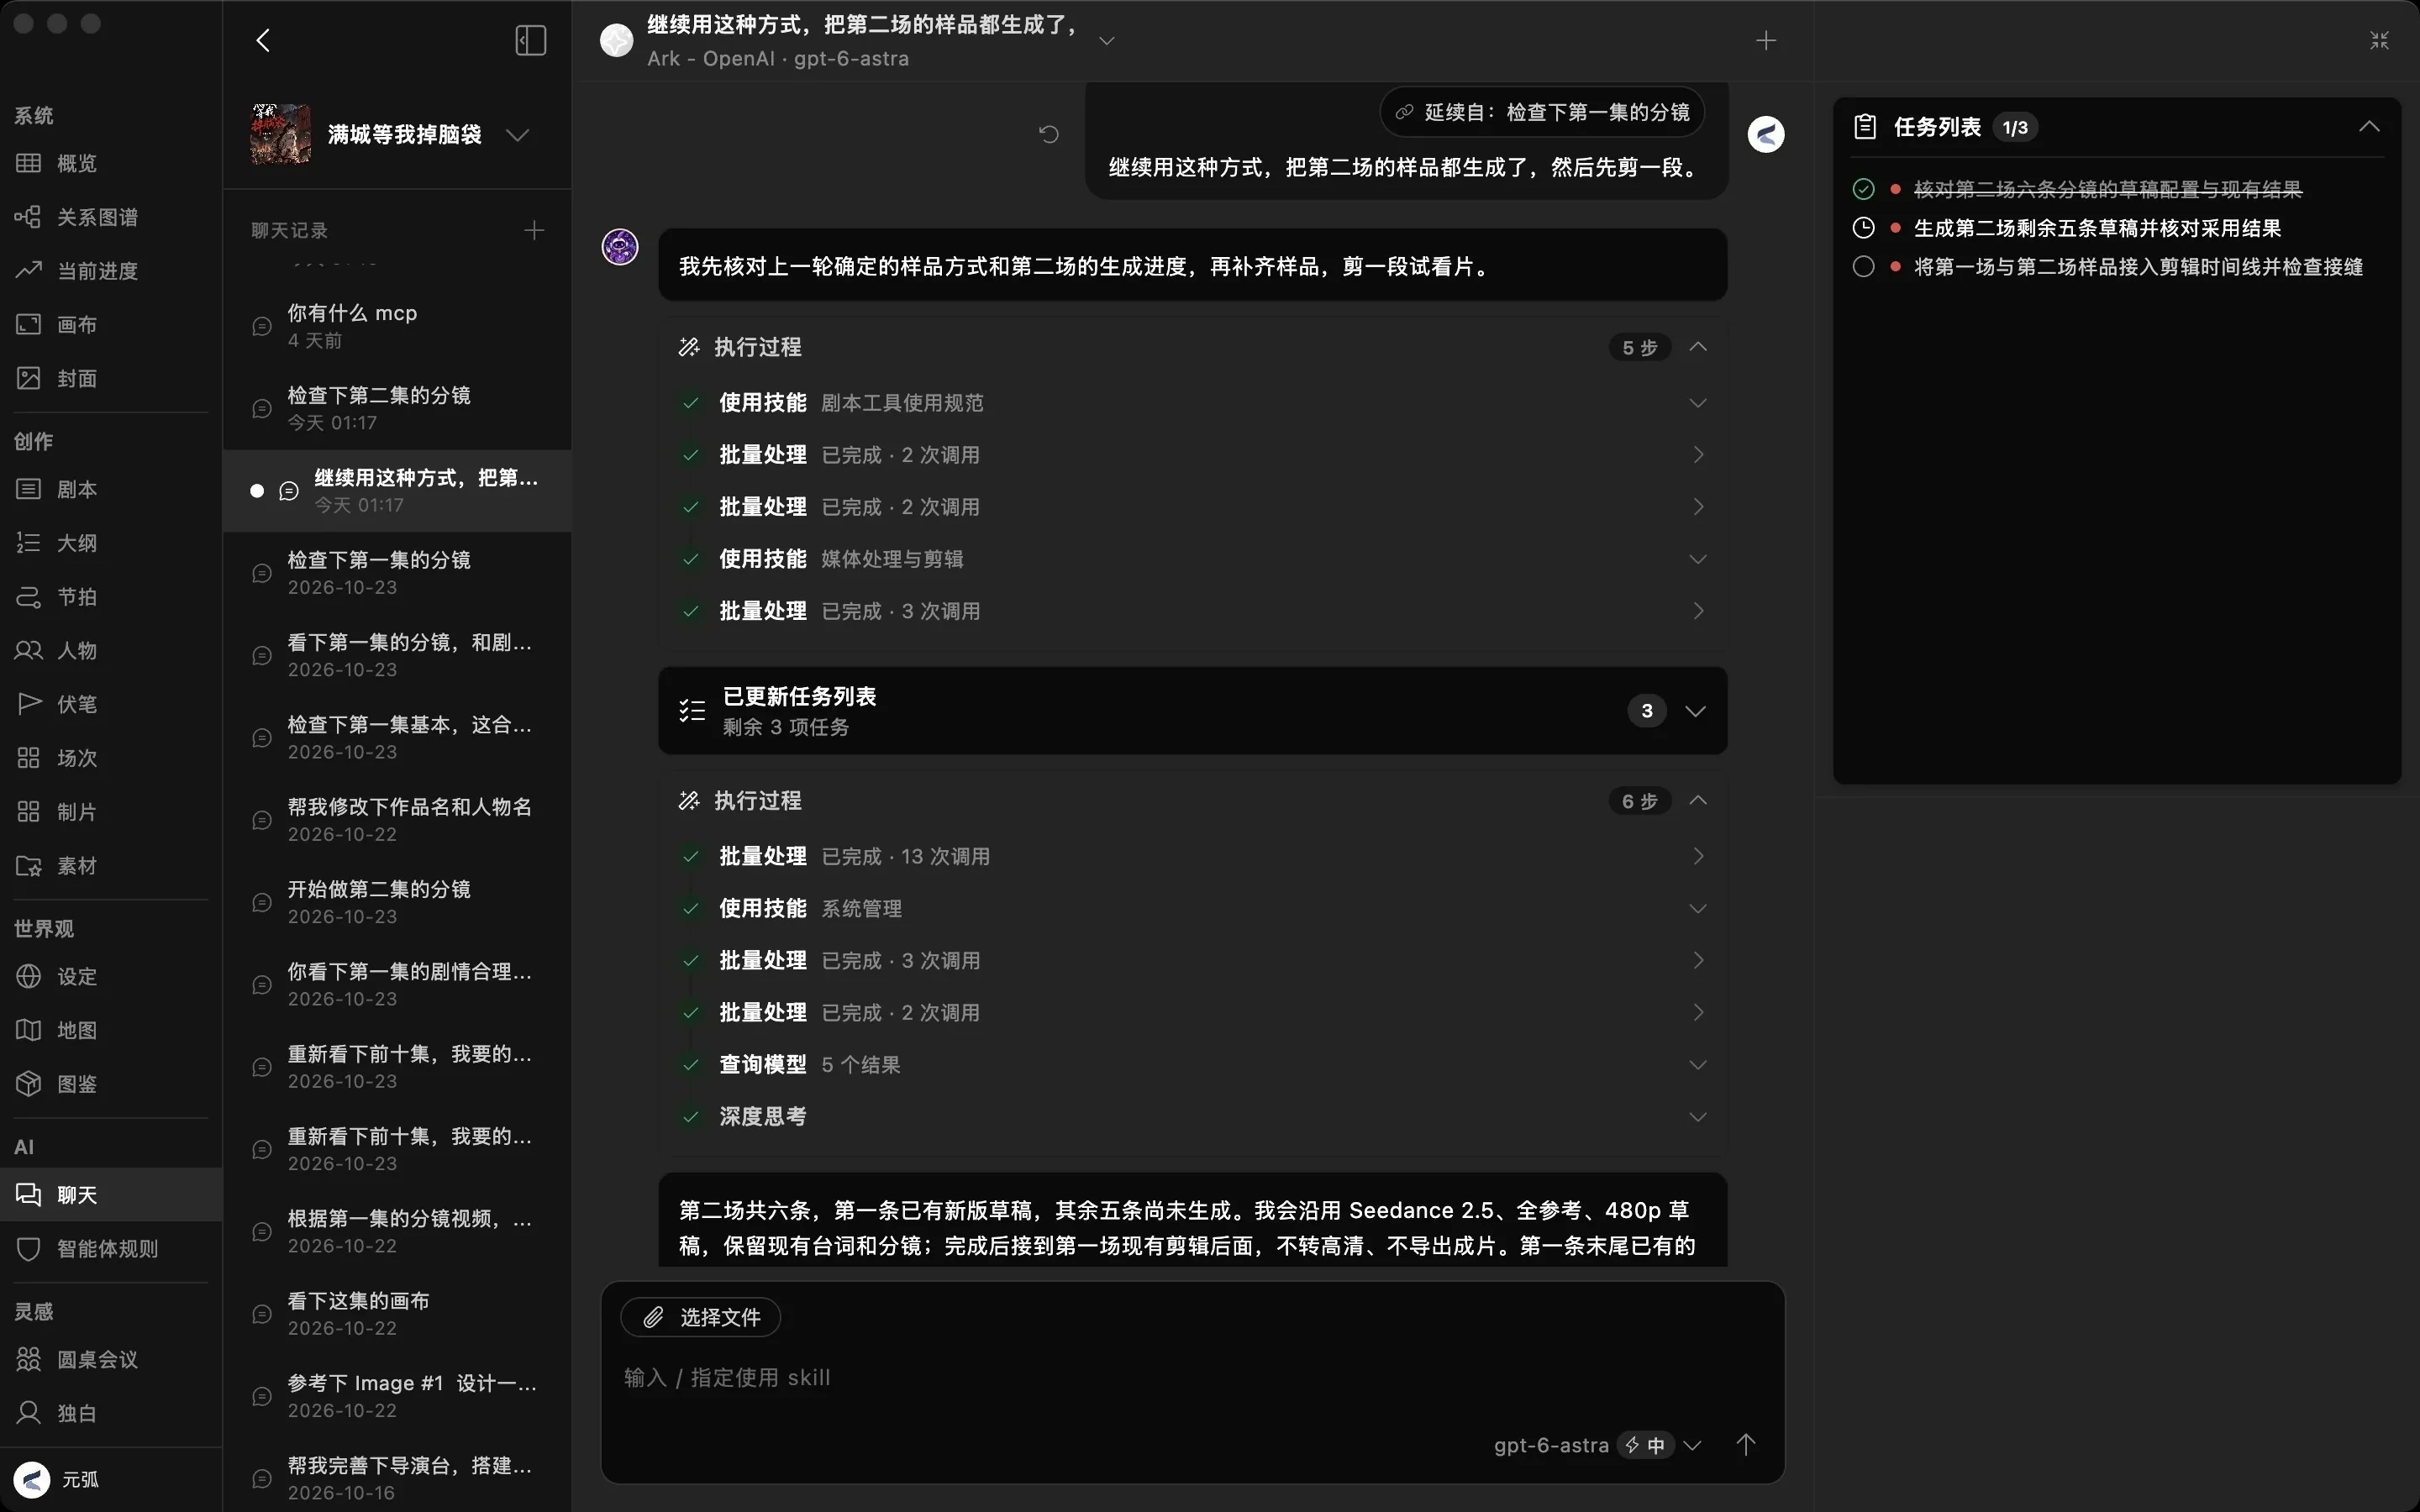 系统
概览
关系图谱
当前进度
画布
封面
创作
剧本
大纲
节拍
人物
伏笔
场次
制片
素材
世界观
设定
地图
图鉴
AI
聊天
智能体规则
灵感
圆桌会议
独白
元弧
满城等我掉脑袋
聊天记录
你有什么 mcp
4 天前
检查下第二集的分镜
今天 01:17
继续用这种方式，把第...
今天 01:17
检查下第一集的分镜
2026-10-23
看下第一集的分镜，和剧...
2026-10-23
检查下第一集基本，这合...
2026-10-23
帮我修改下作品名和人物名
2026-10-22
开始做第二集的分镜
2026-10-23
你看下第一集的剧情合理...
2026-10-23
重新看下前十集，我要的...
2026-10-23
重新看下前十集，我要的...
2026-10-23
根据第一集的分镜视频，...
2026-10-22
看下这集的画布
2026-10-22
参考下 Image #1 设计一...
2026-10-22
帮我完善下导演台，搭建...
2026-10-16
继续用这种方式，把第二场的样品都生成了，
Ark - OpenAI · gpt-6-astra
延续自：检查下第一集的分镜
继续用这种方式，把第二场的样品都生成了，然后先剪一段。
我先核对上一轮确定的样品方式和第二场的生成进度，再补齐样品，剪一段试看片。
执行过程 5 步
使用技能 剧本工具使用规范
批量处理 已完成 · 2 次调用
批量处理 已完成 · 2 次调用
使用技能 媒体处理与剪辑
批量处理 已完成 · 3 次调用
已更新任务列表 3
剩余 3 项任务
执行过程 6 步
批量处理 已完成 · 13 次调用
使用技能 系统管理
批量处理 已完成 · 3 次调用
批量处理 已完成 · 2 次调用
查询模型 5 个结果
深度思考
第二场共六条，第一条已有新版草稿，其余五条尚未生成。我会沿用 Seedance 2.5、全参考、480p 草
稿，保留现有台词和分镜；完成后接到第一场现有剪辑后面，不转高清、不导出成片。第一条末尾已有的
选择文件
输入 / 指定使用 skill
gpt-6-astra 中
任务列表 1/3
核对第二场六条分镜的草稿配置与现有结果
生成第二场剩余五条草稿并核对采用结果
将第一场与第二场样品接入剪辑时间线并检查接缝